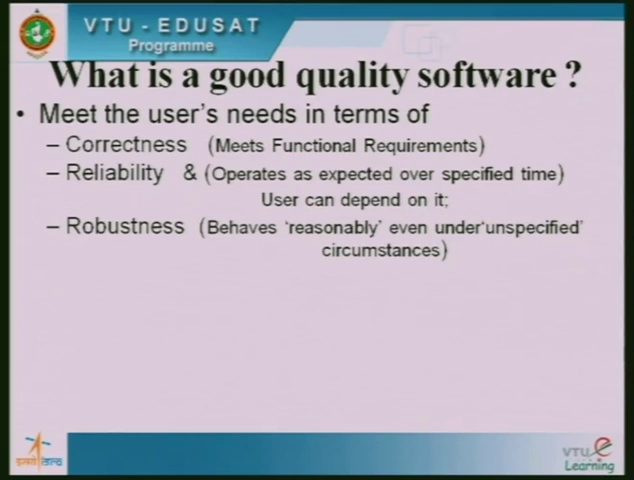 VTU - EDUSAT
Programme
What is a good quality software ?
• Meet the user's needs in terms of
– Correctness (Meets Functional Requirements)
– Reliability & (Operates as expected over specified time)
User can depend on it;
– Robustness (Behaves 'reasonably' even under'unspecified'
circumstances)
इसरो isro
VTU e
Learning